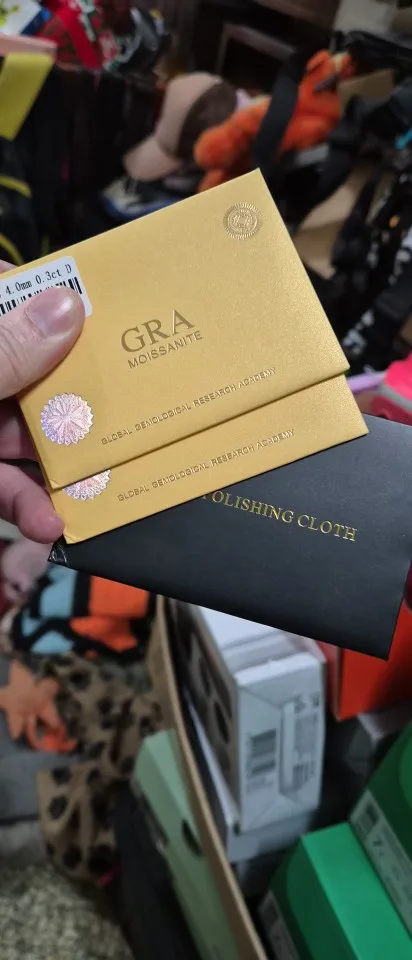 4.0mm 0.3ct D
GRA
MOISSANITE
GLOBAL GEMOLOGICAL RESEARCH ACADEMY
GLOBAL GEMOLOGICAL RESEARCH ACADEMY
POLISHING CLOTH